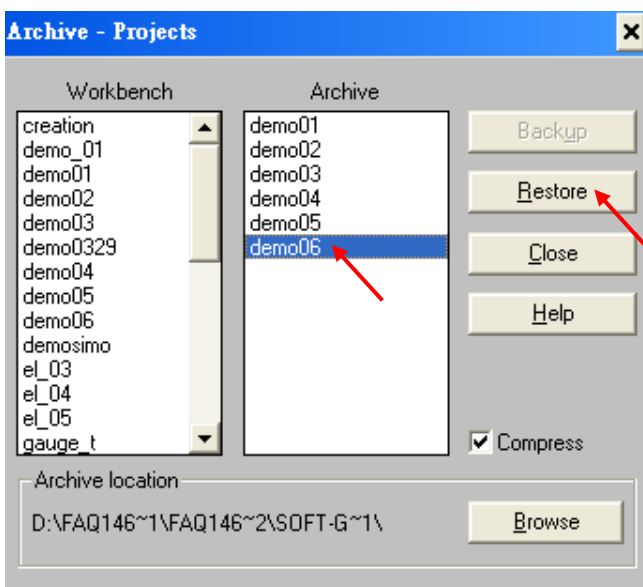 Archive - Projects
Workbench
creation
demo_01
demo01
demo02
demo03
demo0329
demo04
demo05
demo06
demosimo
el_03
el_04
el_05
gauge_t
Archive
demo01
demo02
demo03
demo04
demo05
demo06
Backup
Restore
Close
Help
Compress
Archive location
D:\FAQ146~1\FAQ146~2\SOFT-G~1\
Browse